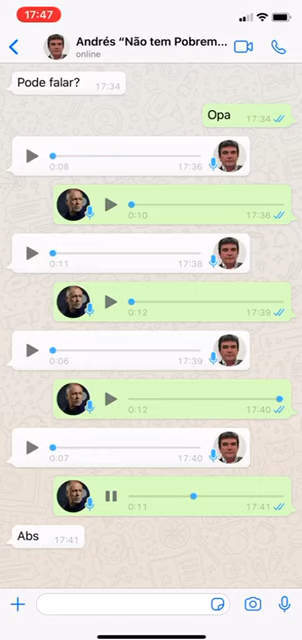 17:47
Andrés “Não tem Pobrem...
online
Pode falar? 17:34
Opa 17:34
0:08 17:36
0:10 17:36
0:11 17:38
0:12 17:39
0:06 17:39
0:12 17:40
0:07 17:40
0:11 17:41
Abs 17:41